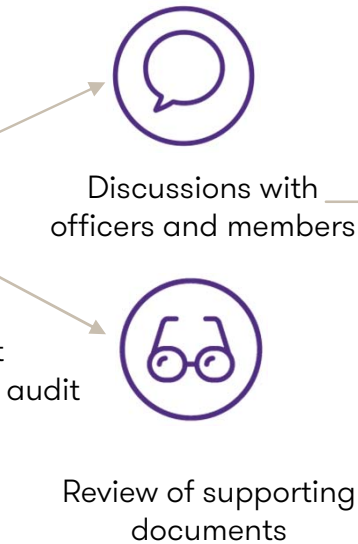 Discussions with
officers and members
t
audit
Review of supporting
documents